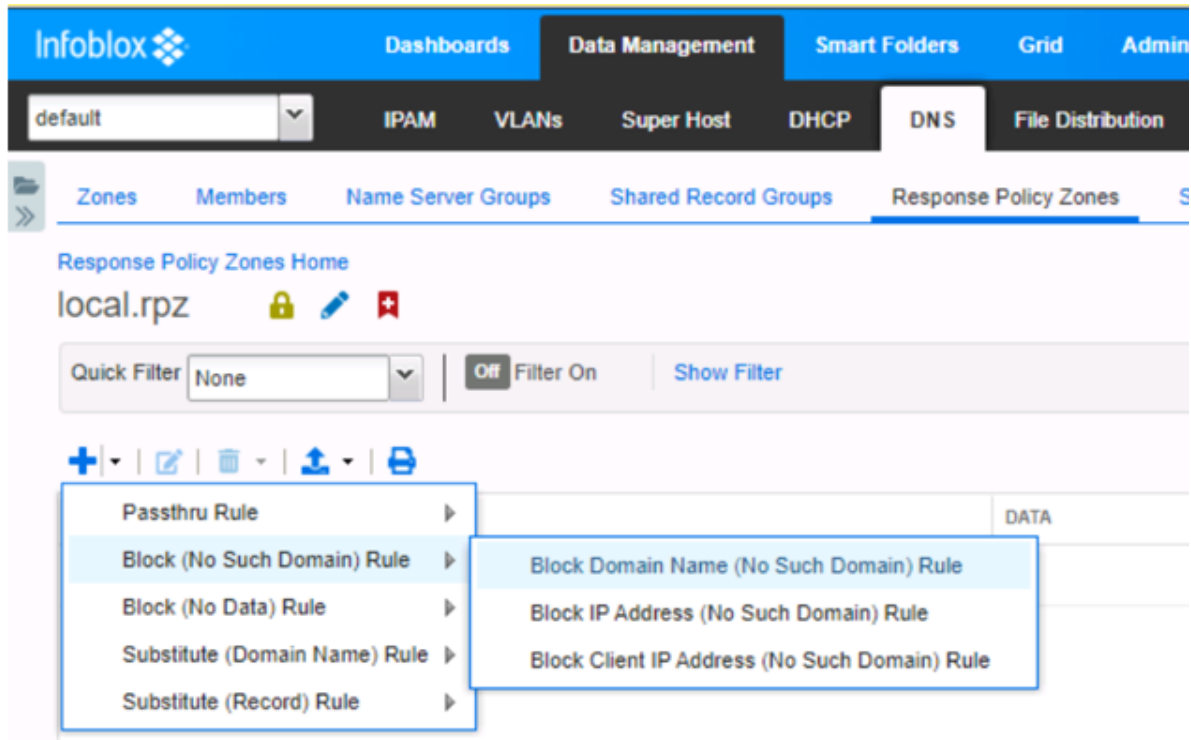 Infoblox Dashboards Data Management Smart Folders Grid Admin
default IPAM VLANs Super Host DHCP DNS File Distribution
Zones Members Name Server Groups Shared Record Groups Response Policy Zones S
Response Policy Zones Home
local.rpz
Quick Filter None Off Filter On Show Filter
Passthru Rule DATA
Block (No Such Domain) Rule Block Domain Name (No Such Domain) Rule
Block (No Data) Rule Block IP Address (No Such Domain) Rule
Substitute (Domain Name) Rule Block Client IP Address (No Such Domain) Rule
Substitute (Record) Rule